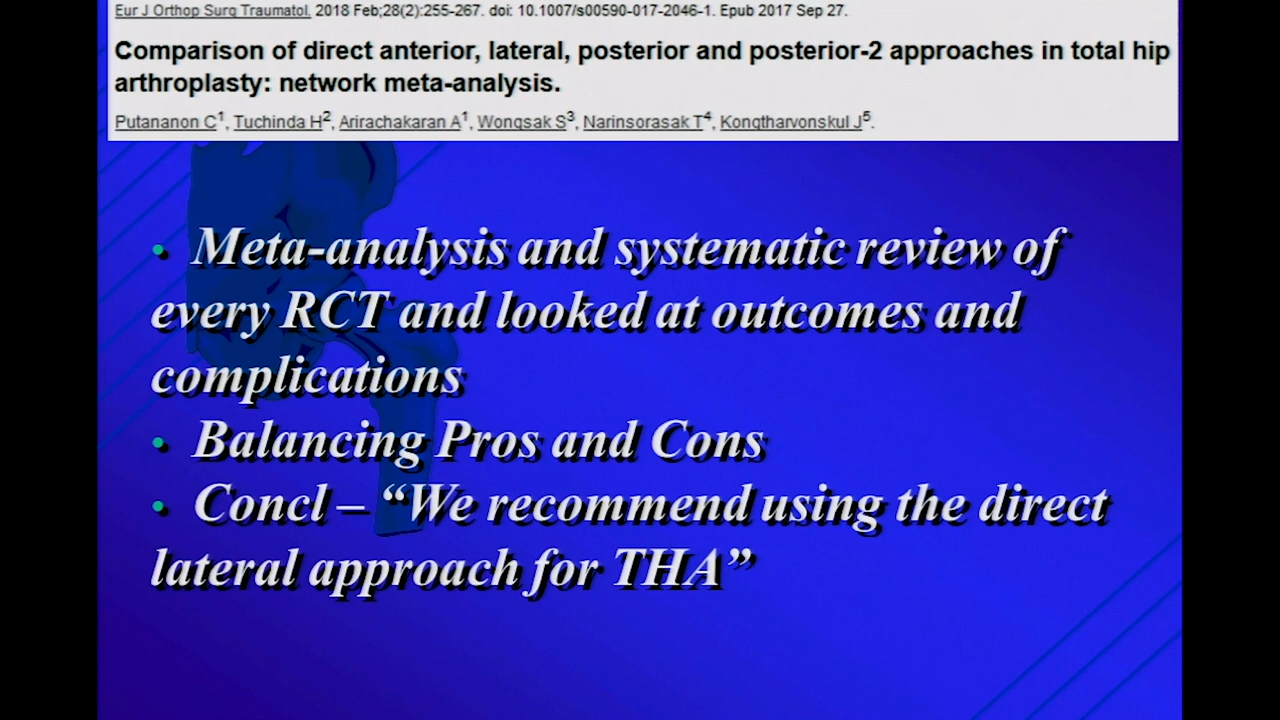 Eur J Orthop Surg Traumatol. 2018 Feb;28(2):255-267. doi: 10.1007/s00590-017-2046-1. Epub 2017 Sep 27.
Comparison of direct anterior, lateral, posterior and posterior-2 approaches in total hip
arthroplasty: network meta-analysis.
Putananon C1, Tuchinda H2, Arirachakaran A1, Wongsak S3, Narinsorasak T4, Kongtharvonskul J5.
• Meta-analysis and systematic review of
every RCT and looked at outcomes and
complications
• Balancing Pros and Cons
• Concl – “We recommend using the direct
lateral approach for THA”